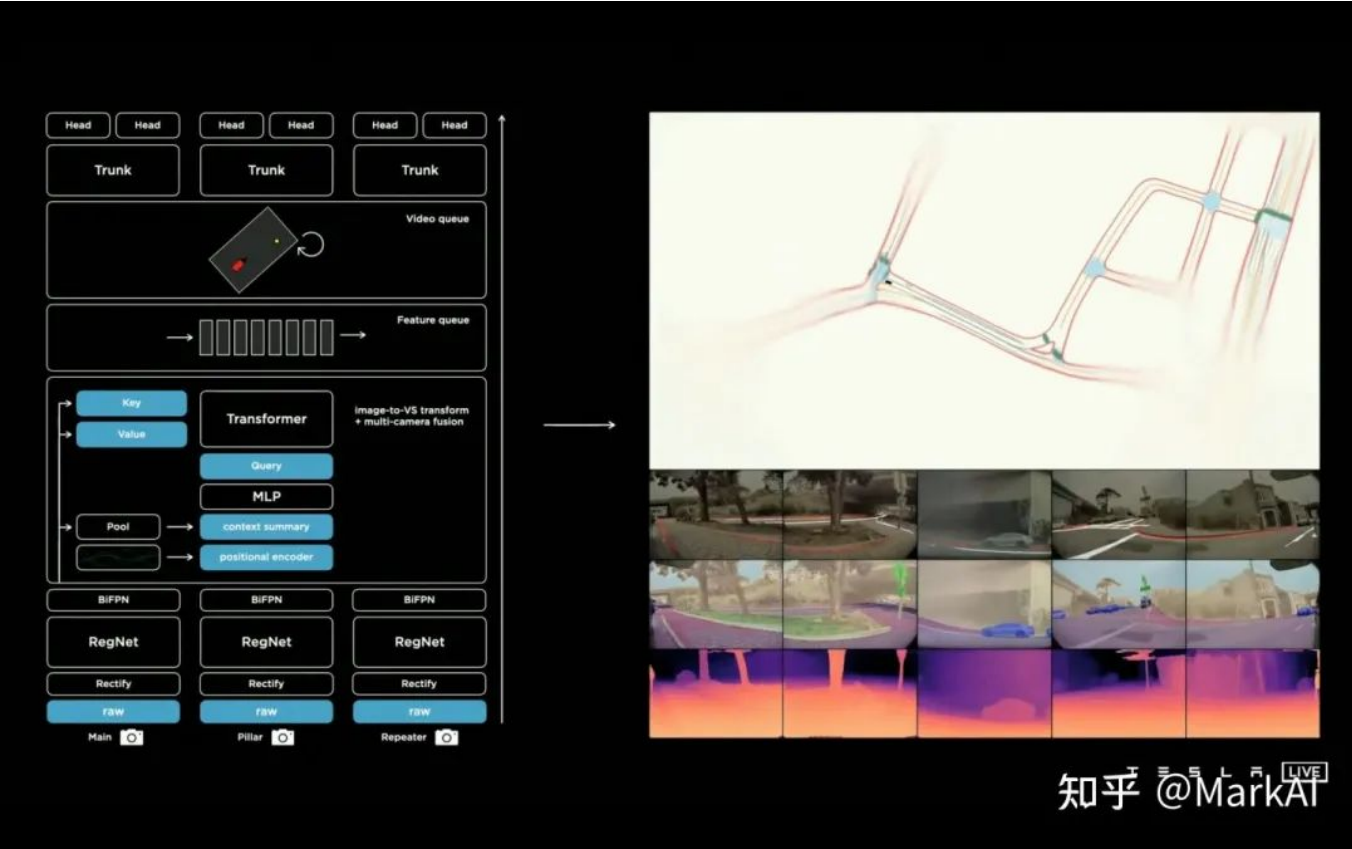 Head Head Head Head Head Head
Trunk Trunk Trunk
Video queue
Feature queue
Key
Value
Transformer
image-to-VS transform
+ multi-camera fusion
Query
MLP
Pool
context summary
positional encoder
BiFPN BiFPN BiFPN
RegNet RegNet RegNet
Rectify Rectify Rectify
raw raw raw
Main Pillar Repeater
TESLA LIVE
知乎 @MarkAI